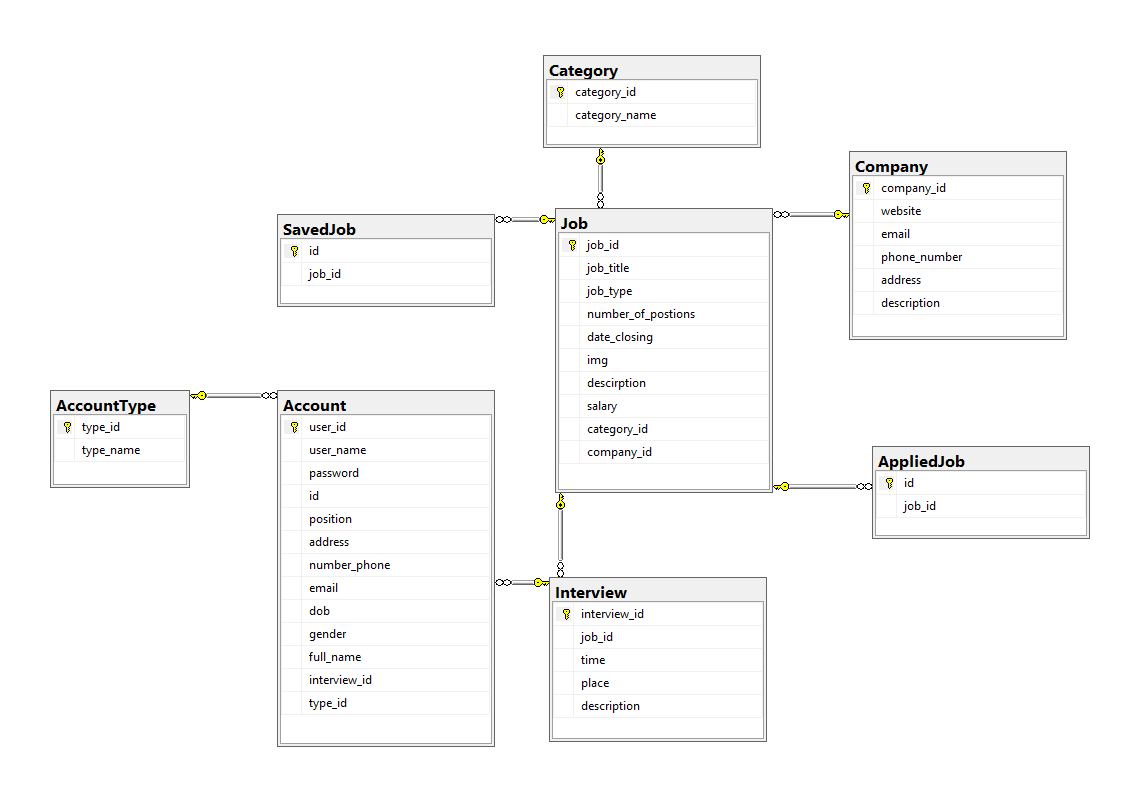 Category
category_id
category_name
Company
company_id
website
email
phone_number
address
description
SavedJob
id
job_id
Job
job_id
job_title
job_type
number_of_postions
date_closing
img
descirption
salary
category_id
company_id
AccountType
type_id
type_name
Account
user_id
user_name
password
id
position
address
number_phone
email
dob
gender
full_name
interview_id
type_id
AppliedJob
id
job_id
Interview
interview_id
job_id
time
place
description